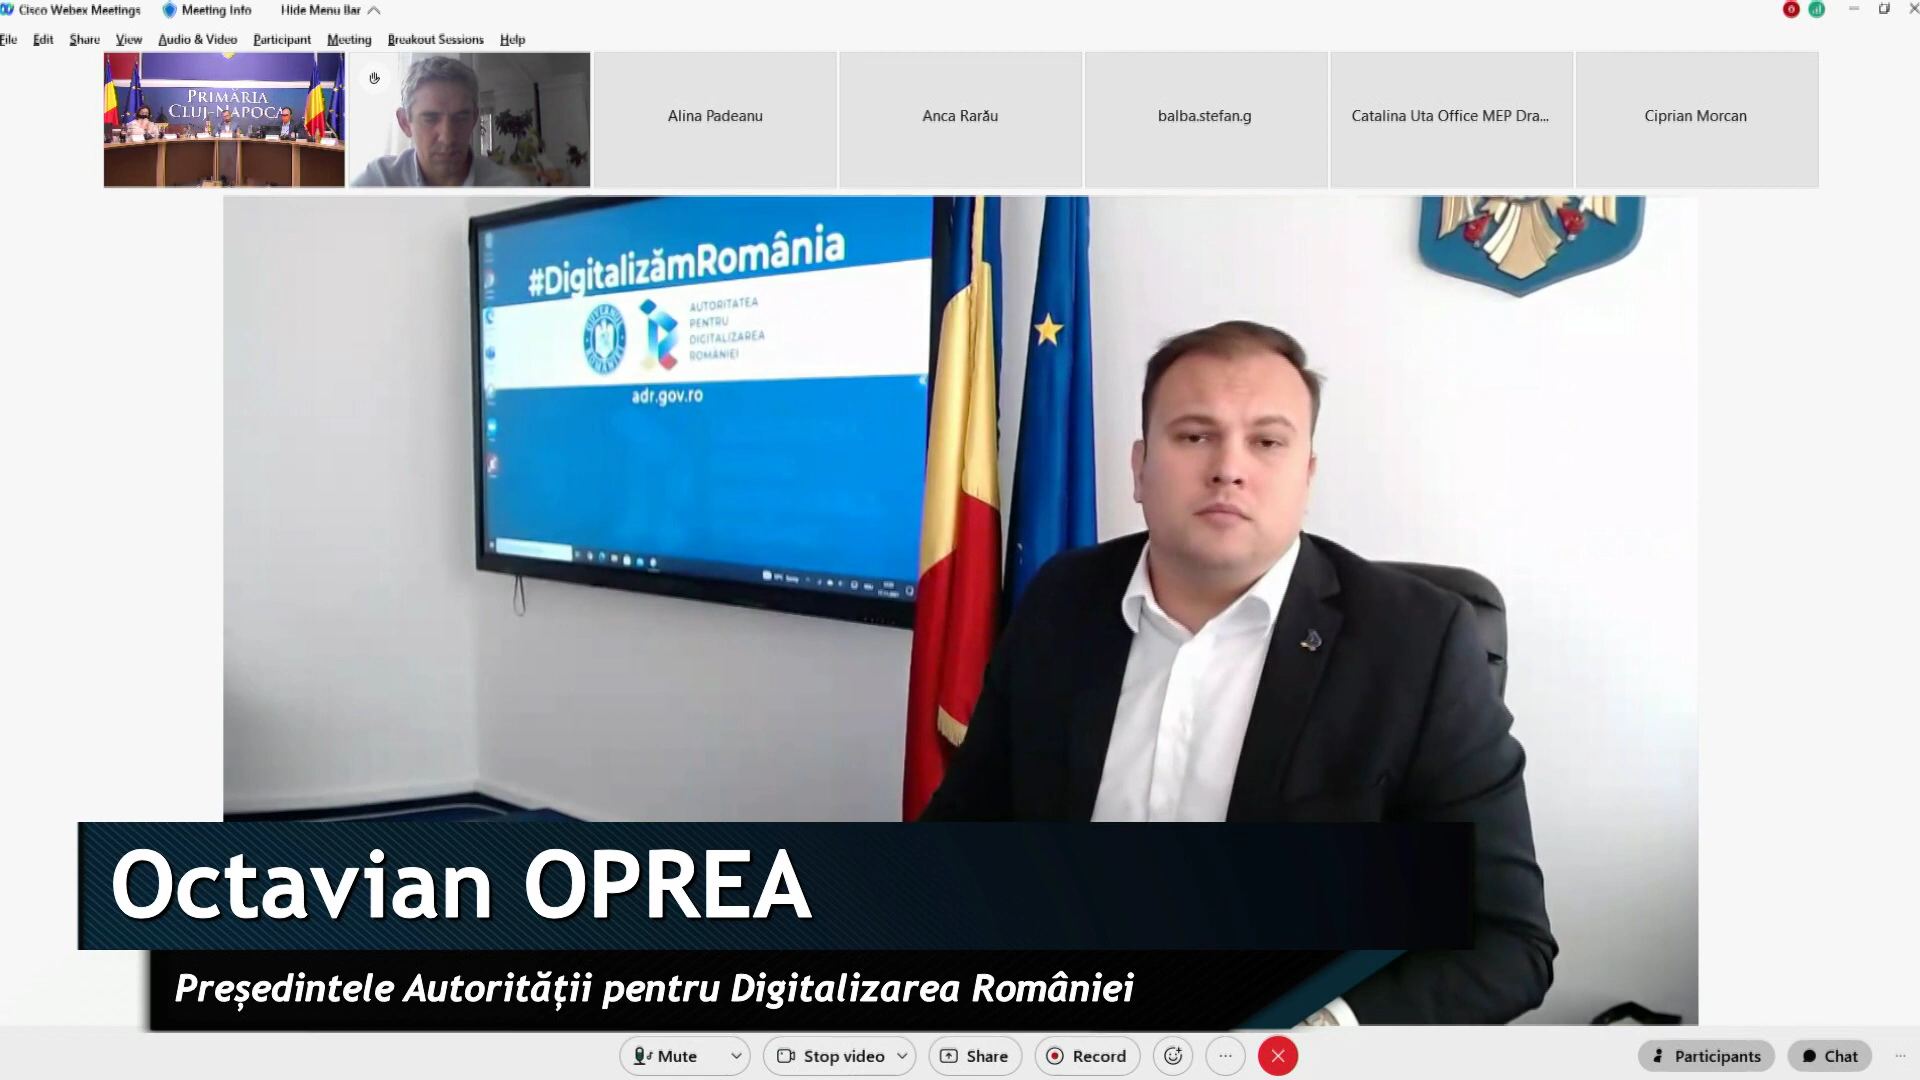 Cisco Webex Meetings
Meeting Info
Hide Menu Bar
File Edit Share View Audio & Video Participant Meeting Breakout Sessions Help
PRIMĂRIA
CLUJ-NAPOCA
Alina Padeanu
Anca Rarău
balba.stefan.g
Catalina Uta Office MEP Dra...
Ciprian Morcan
#DigitalizămRomânia
GUVERNUL ROMÂNIEI
AUTORITATEA
PENTRU
DIGITALIZAREA
ROMÂNIEI
adr.gov.ro
Octavian OPREA
Președintele Autorității pentru Digitalizarea României
Mute
Stop video
Share
Record
Participants
Chat